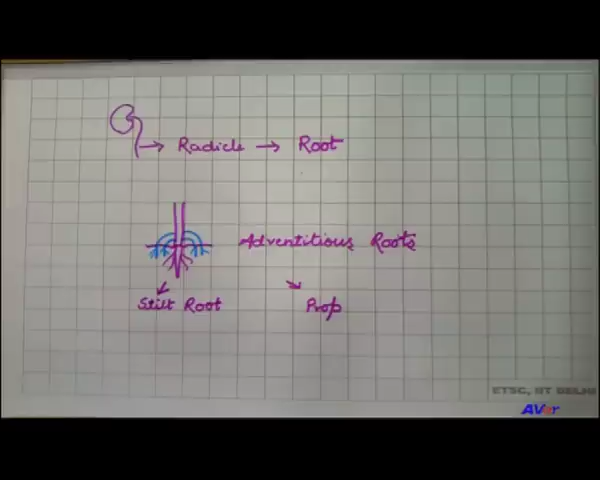 → Radicle → Root
Adventitious Roots
Stilt Root
Prop
ETSC, IIT DELHI
AVer